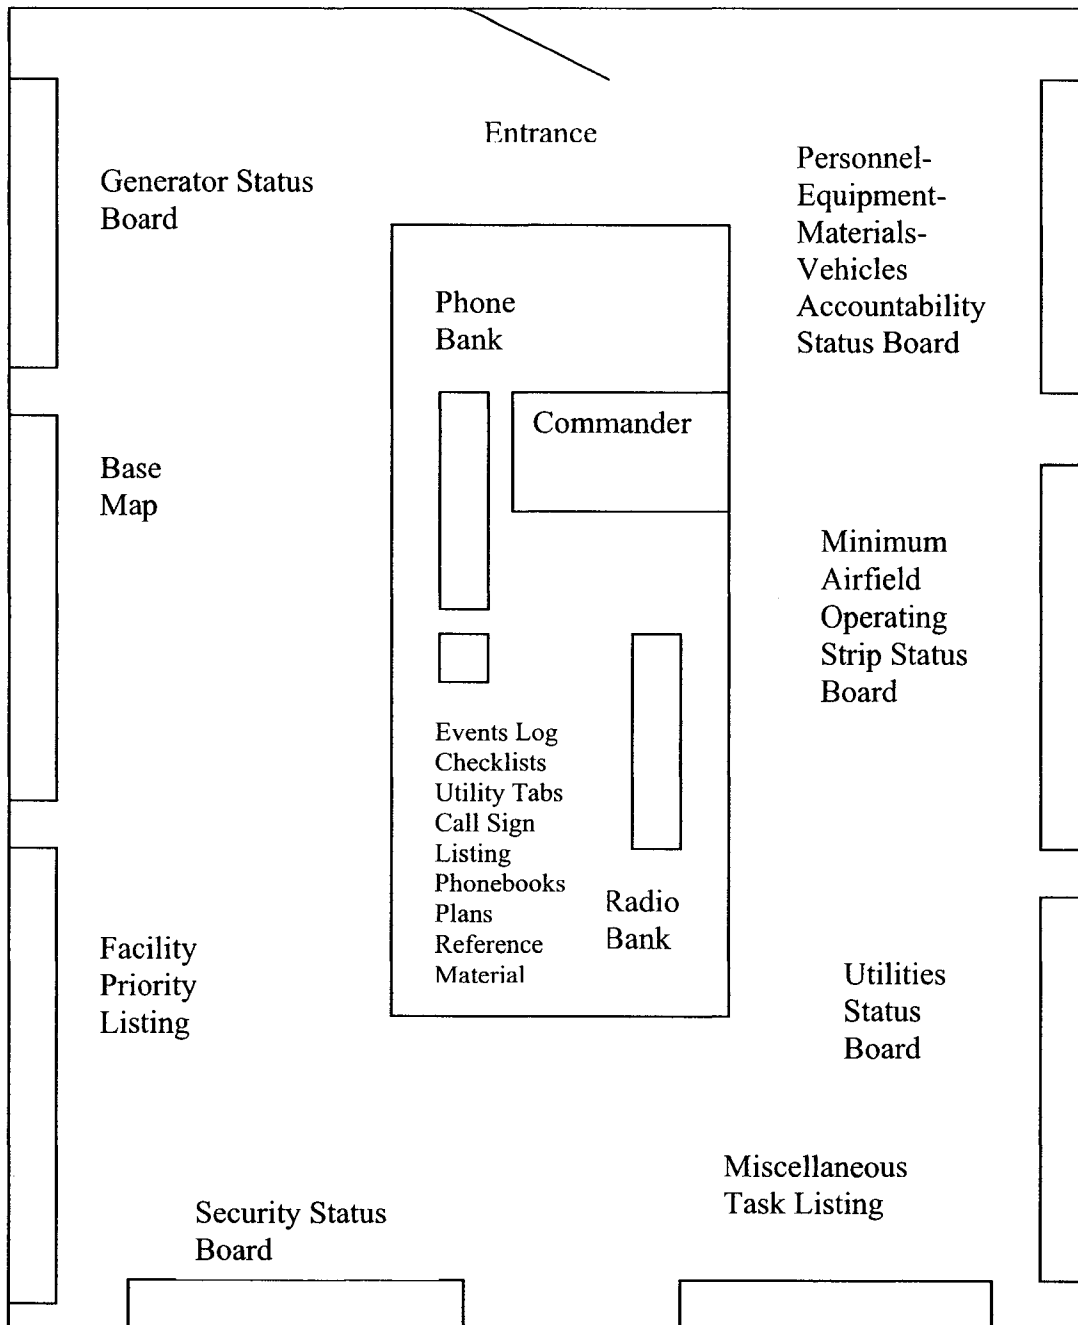 Entrance
Generator Status
Board
Personnel-
Equipment-
Materials-
Vehicles
Accountability
Status Board
Phone
Bank
Commander
Base
Map
Minimum
Airfield
Operating
Strip Status
Board
Events Log
Checklists
Utility Tabs
Call Sign
Listing
Phonebooks
Plans
Reference
Material
Radio
Bank
Facility
Priority
Listing
Utilities
Status
Board
Miscellaneous
Task Listing
Security Status
Board